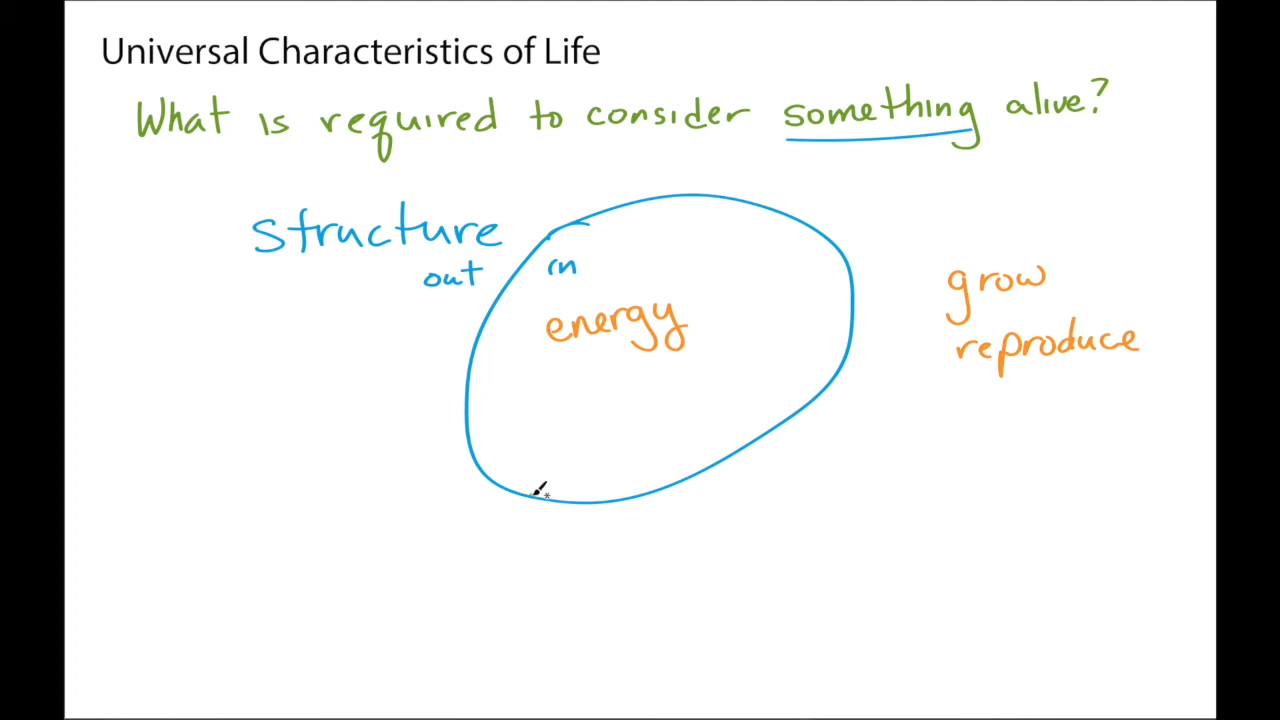 Universal Characteristics of Life
What is required to consider something alive?
structure
out
in
energy
grow
reproduce